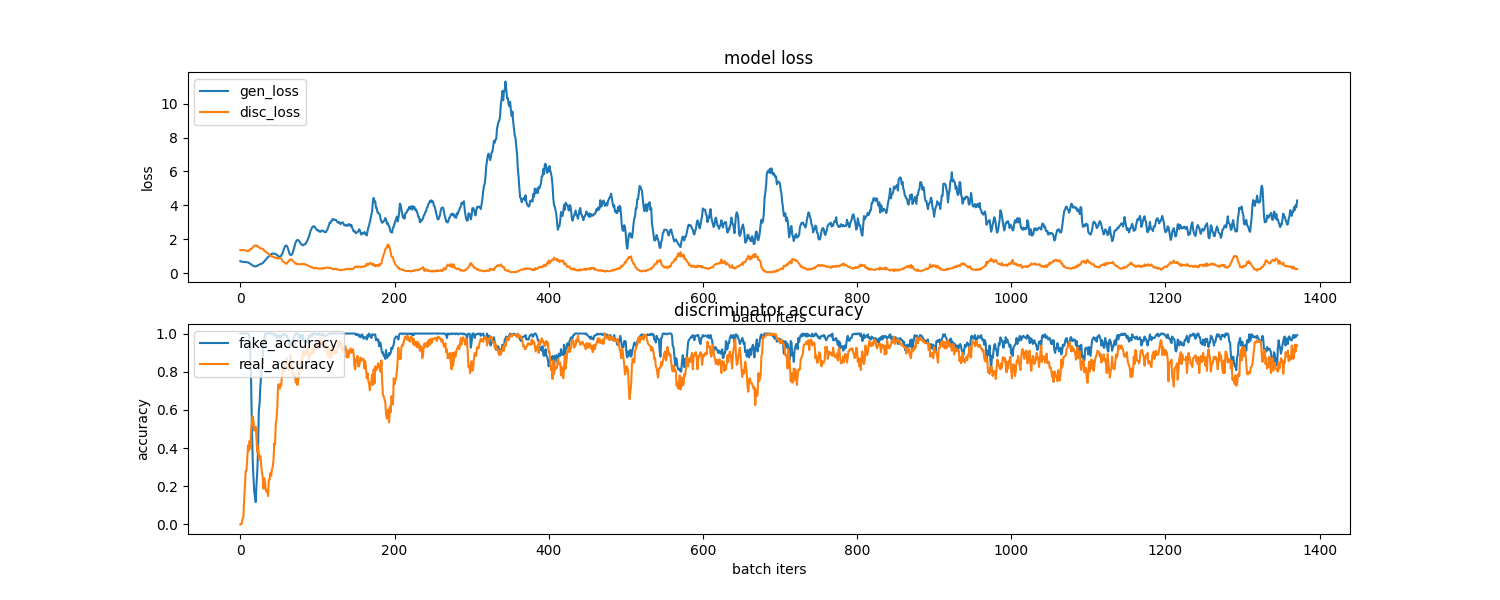 model loss
gen_loss
disc_loss
10
8
6
4
2
0
loss
0 200 400 600 800 1000 1200 1400
batch iters
discriminator accuracy
fake_accuracy
real_accuracy
1.0
0.8
0.6
0.4
0.2
0.0
accuracy
0 200 400 600 800 1000 1200 1400
batch iters